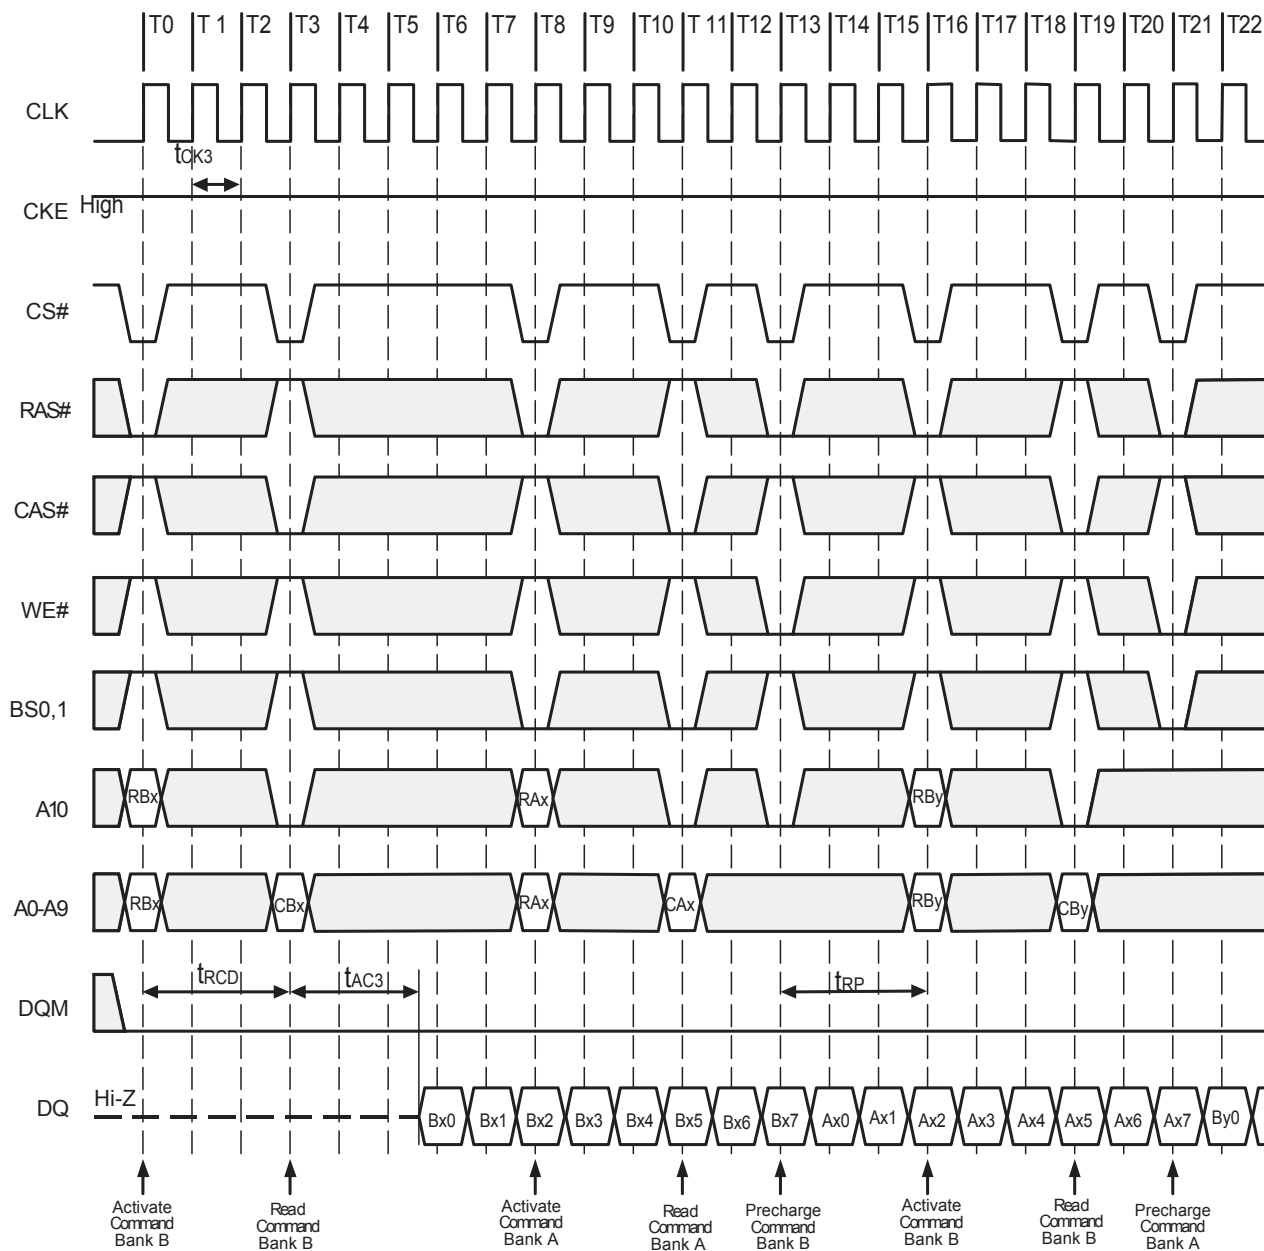 T0 T 1 T2 T3 T4 T5 T6 T7 T8 T9 T10 T 11 T12 T13 T14 T15 T16 T17 T18 T19 T20 T21 T22
CLK
tCK3
CKE High
CS#
RAS#
CAS#
WE#
BS0,1
A10 RBx RAx RBy
A0-A9 RBx CBx RAx CAx RBy CBy
tRCD tAC3 tRP
DQM
Hi-Z
DQ Bx0 Bx1 Bx2 Bx3 Bx4 Bx5 Bx6 Bx7 Ax0 Ax1 Ax2 Ax3 Ax4 Ax5 Ax6 Ax7 By0
Activate
Command
Bank B
Read
Command
Bank B
Activate
Command
Bank A
Read
Command
Bank A
Precharge
Command
Bank B
Activate
Command
Bank B
Read
Command
Bank B
Precharge
Command
Bank A